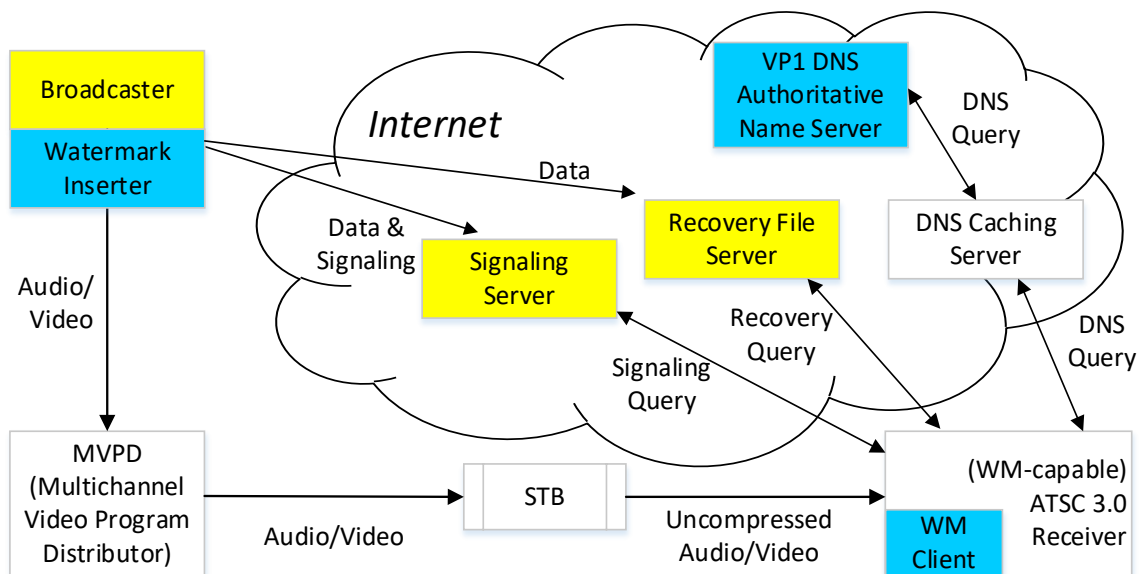 Broadcaster
Watermark
Inserter
Internet
VP1 DNS
Authoritative
Name Server
DNS
Query
Data
Data &
Signaling
Signaling
Server
Recovery File
Server
DNS Caching
Server
Audio/
Video
Signaling
Query
Recovery
Query
DNS
Query
MVPD
(Multichannel
Video Program
Distributor)
Audio/Video
STB
Uncompressed
Audio/Video
(WM-capable)
ATSC 3.0
Receiver
WM
Client